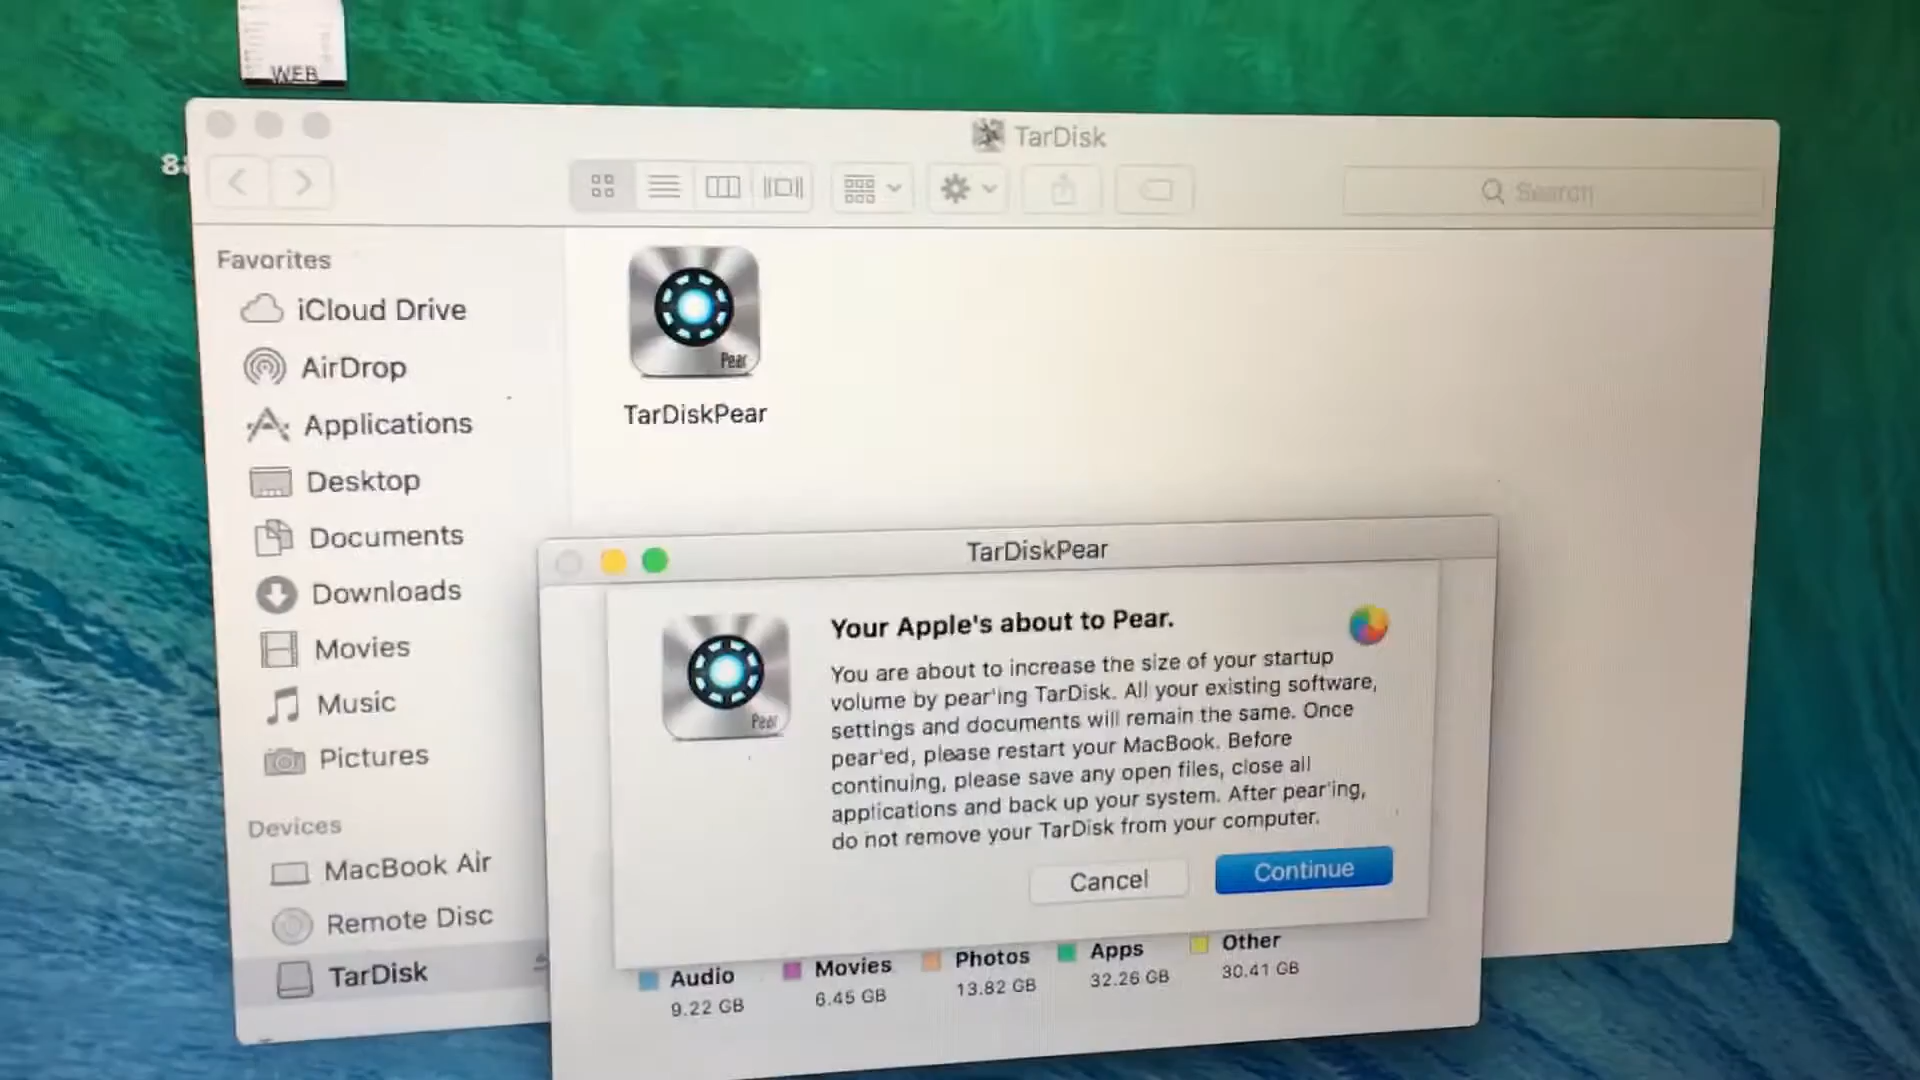 WEB
TarDisk
Search
Favorites
iCloud Drive
AirDrop
Applications
Desktop
Documents
Downloads
Movies
Music
Pictures
Devices
MacBook Air
Remote Disc
TarDisk
Pear
TarDiskPear
TarDiskPear
Pear
Your Apple's about to Pear.
You are about to increase the size of your startup
volume by pear'ing TarDisk. All your existing software,
settings and documents will remain the same. Once
pear'ed, please restart your MacBook. Before
continuing, please save any open files, close all
applications and back up your system. After pear'ing,
do not remove your TarDisk from your computer.
Cancel
Continue
Audio
9.22 GB
Movies
6.45 GB
Photos
13.82 GB
Apps
32.26 GB
Other
30.41 GB